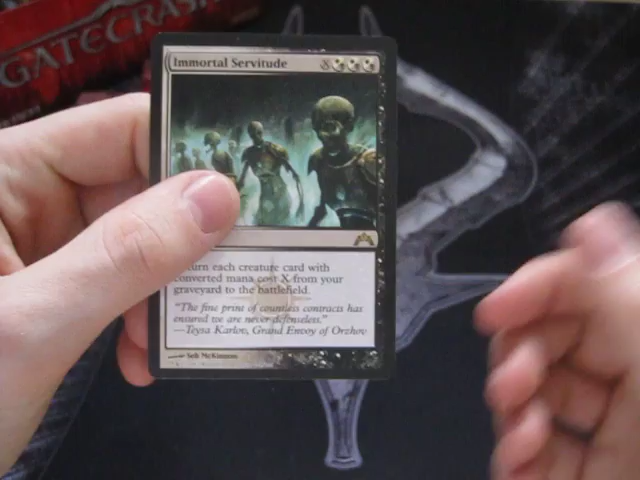 GATECRASH
Immortal Servitude X
turn each creature card with
converted mana cost X from your
graveyard to the battlefield.
"The fine print of countless contracts has
ensured we are never defenseless."
—Teysa Karlov, Grand Envoy of Orzhov
Seb McKinnon